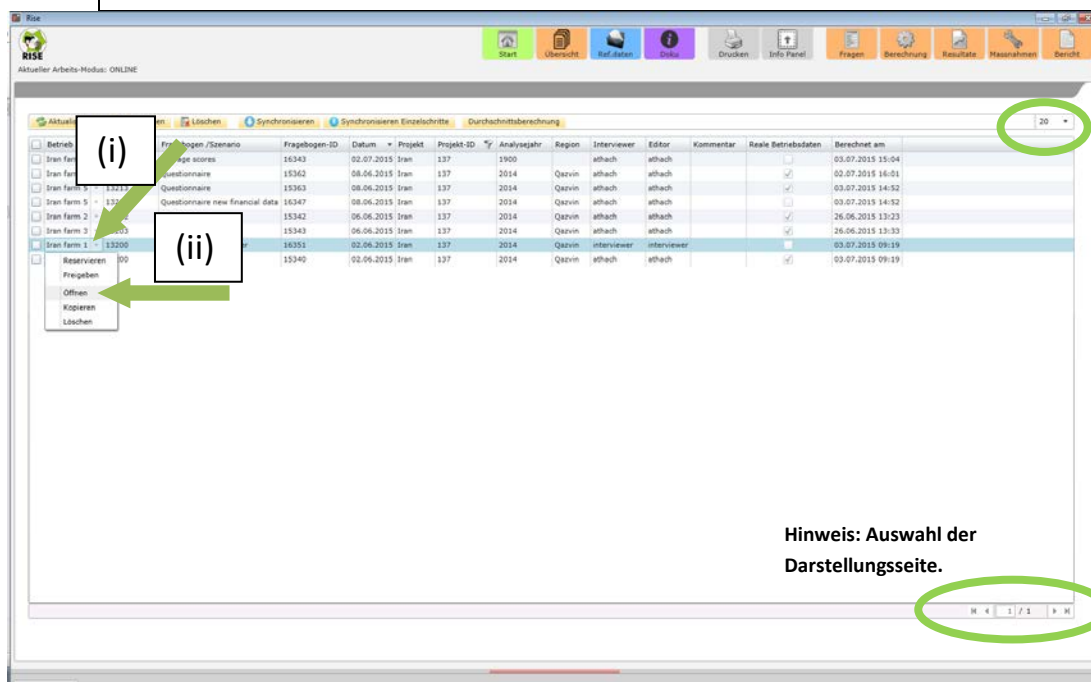 Rise
RISE
Start Übersicht Ref.daten Doku Drucken Info Panel Fragen Berechnung Resultate Massnahmen Bericht
Aktueller Arbeits-Modus: ONLINE
Löschen Synchronisieren Synchronisieren Einzelschritte Durchschnittsberechnung 20
(i)
Betrieb Fragebogen /Szenario Fragebogen-ID Datum Projekt Projekt-ID Analysejahr Region Interviewer Editor Kommentar Reale Betriebsdaten Berechnet am
Iran scores 16343 02.07.2015 Iran 137 1900 athach athach 03.07.2015 15:04
Iran Questionnaire 15362 08.06.2015 Iran 137 2014 Qazvin athach athach 02.07.2015 16:01
Iran farm 5 13213 Questionnaire 15363 08.06.2015 Iran 137 2014 Qazvin athach athach 03.07.2015 14:52
Iran farm 5 Questionnaire new financial data 16347 08.06.2015 Iran 137 2014 Qazvin athach athach 03.07.2015 14:52
Iran farm 2 15342 06.06.2015 Iran 137 2014 Qazvin athach athach 26.06.2015 13:23
Iran farm 3 15343 06.06.2015 Iran 137 2014 Qazvin athach athach 26.06.2015 13:33
Iran farm 1 13200 16351 02.06.2015 Iran 137 2014 Qazvin interviewer interviewer 03.07.2015 09:19
15340 02.06.2015 Iran 137 2014 Qazvin athach athach 03.07.2015 09:19
(ii)
Reservieren
Freigeben
Öffnen
Kopieren
Löschen
Hinweis: Auswahl der
Darstellungsseite.
1 / 1